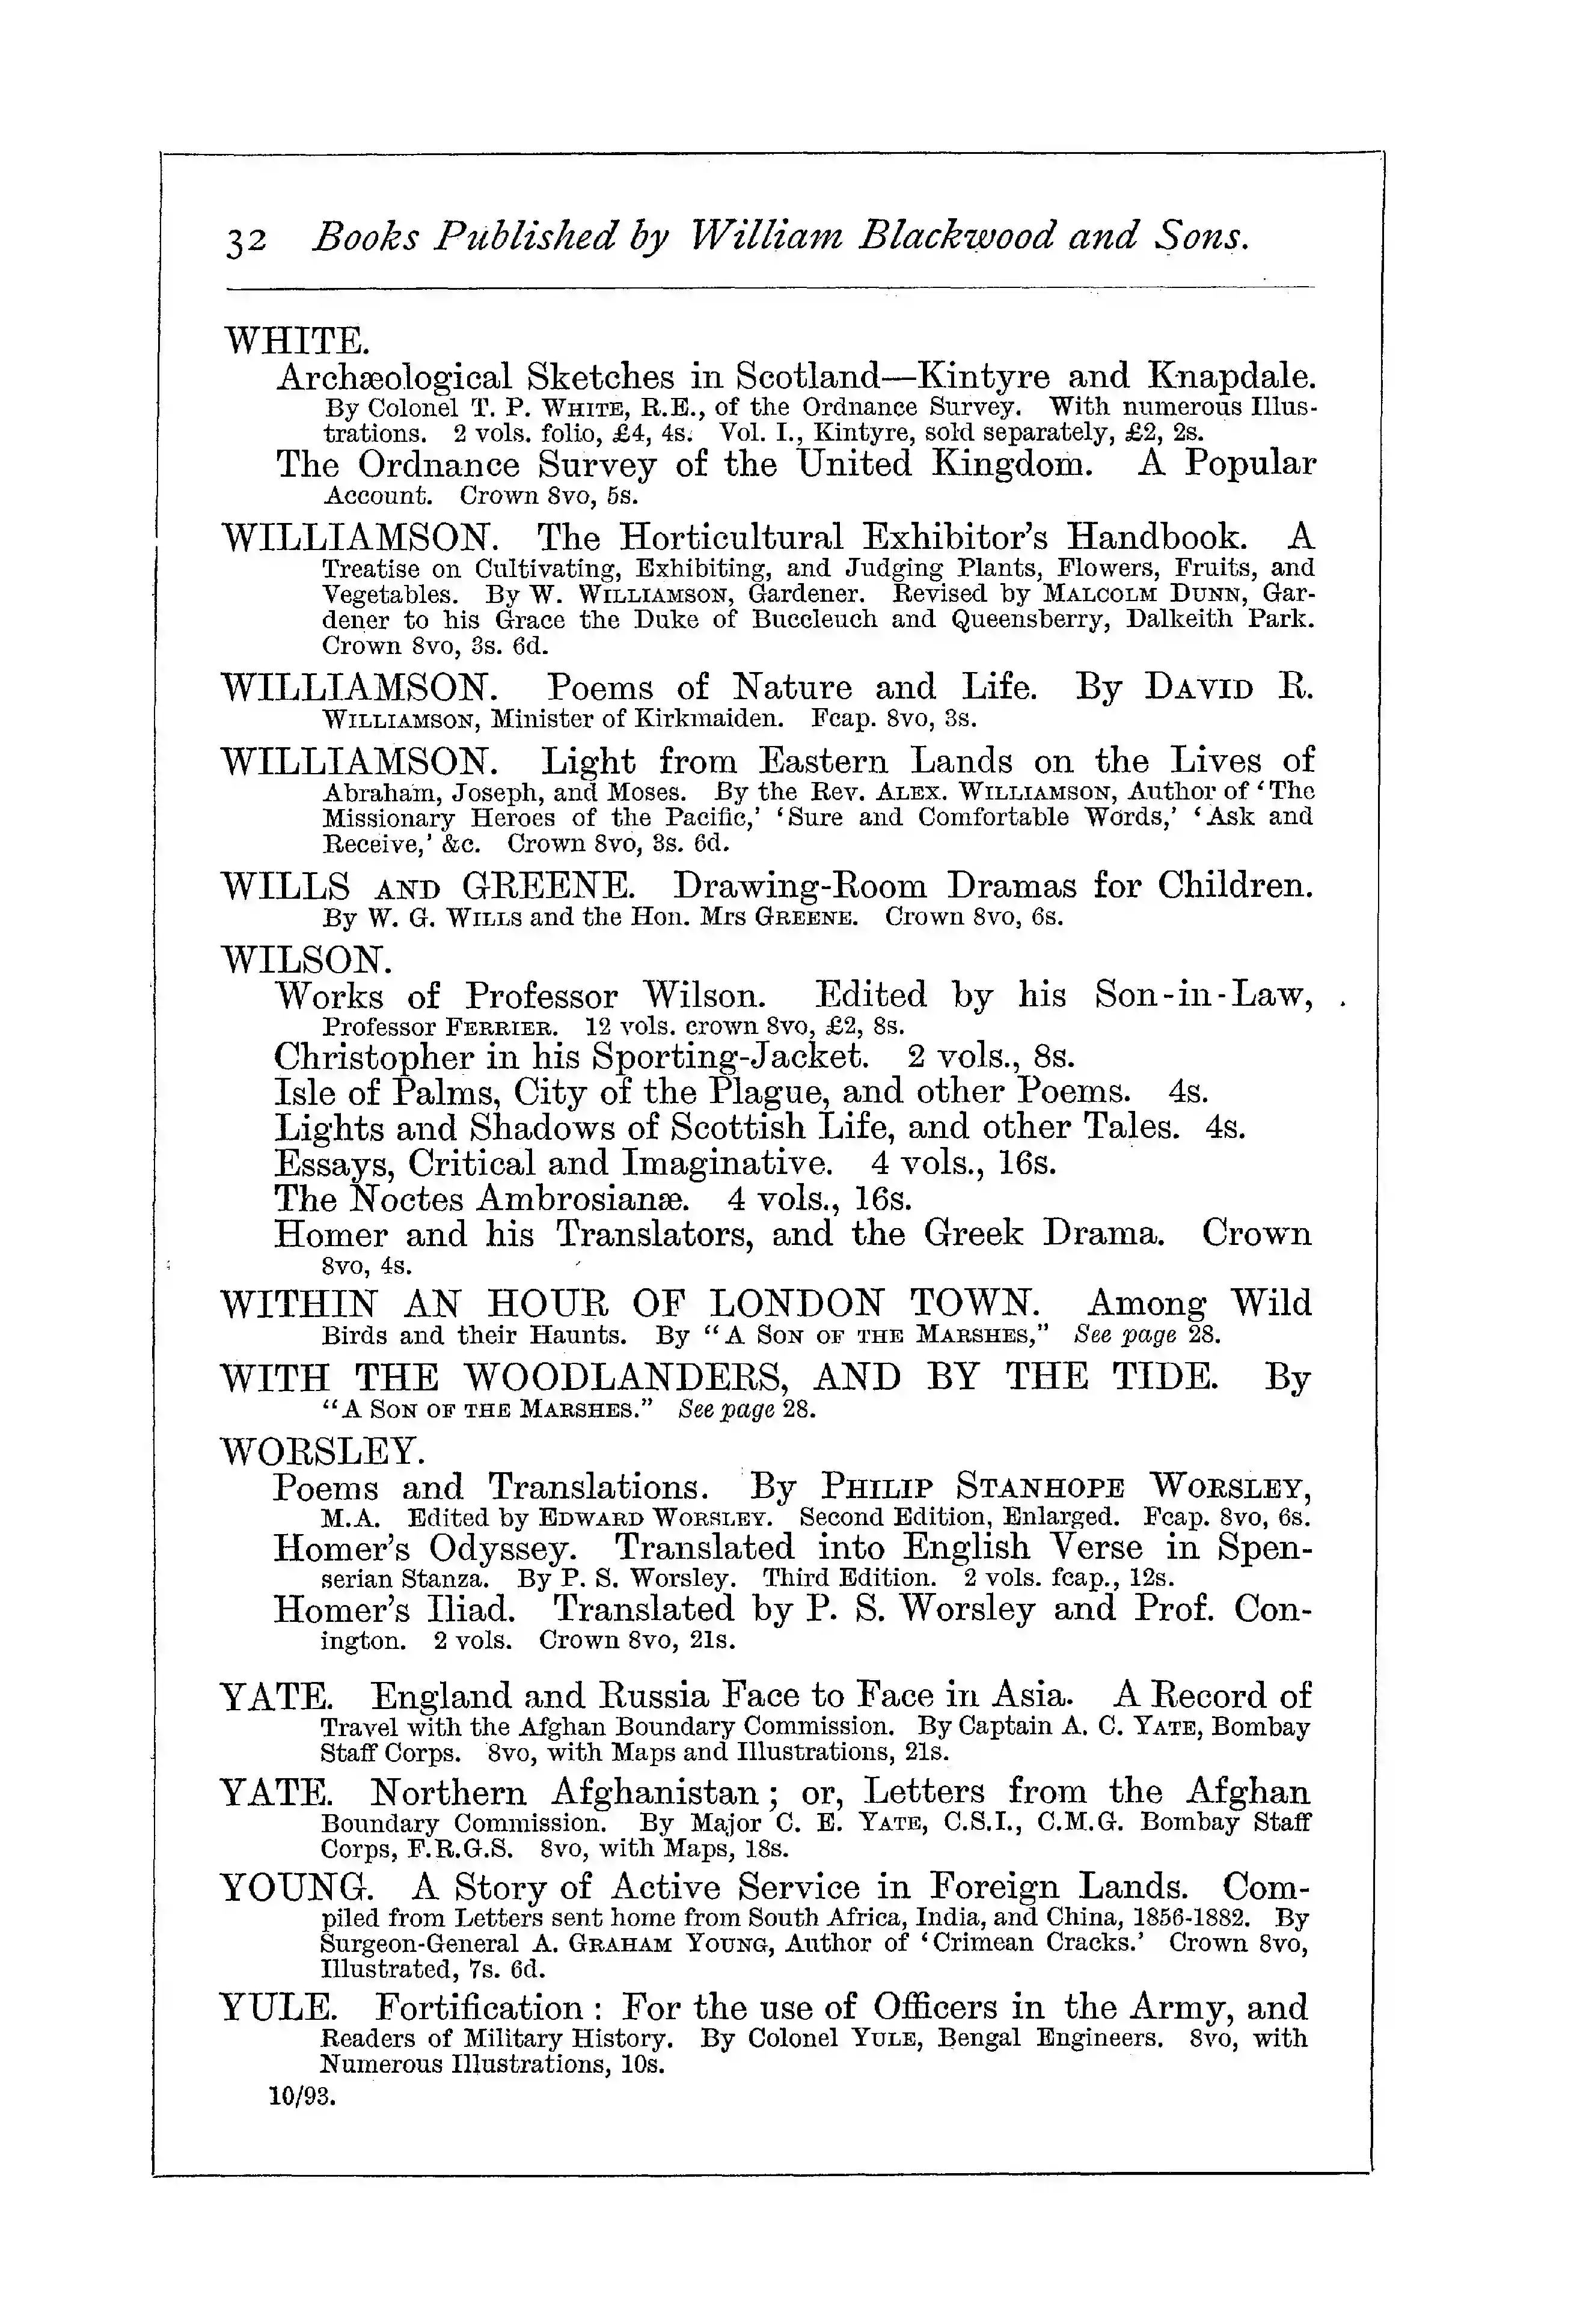 32 Books Published by William Blackwood and Sons.
WHITE.
Archæological Sketches in Scotland—Kintyre and Knapdale.
By Colonel T. P. WHITE, R.E., of the Ordnance Survey. With numerous Illus-
trations. 2 vols. folio, £4, 4s. Vol. I., Kintyre, sold separately, £2, 2s.
The Ordnance Survey of the United Kingdom. A Popular
Account. Crown 8vo, 5s.
WILLIAMSON. The Horticultural Exhibitor's Handbook. A
Treatise on Cultivating, Exhibiting, and Judging Plants, Flowers, Fruits, and
Vegetables. By W. WILLIAMSON, Gardener. Revised by MALCOLM DUNN, Gar-
dener to his Grace the Duke of Buccleuch and Queensberry, Dalkeith Park.
Crown 8vo, 3s. 6d.
WILLIAMSON. Poems of Nature and Life. By DAVID R.
WILLIAMSON, Minister of Kirkmaiden. Fcap. 8vo, 3s.
WILLIAMSON. Light from Eastern Lands on the Lives of
Abraham, Joseph, and Moses. By the Rev. ALEX. WILLIAMSON, Author of 'The
Missionary Heroes of the Pacific,' 'Sure and Comfortable Words,' 'Ask and
Receive,' &c. Crown 8vo, 3s. 6d.
WILLS AND GREENE. Drawing-Room Dramas for Children.
By W. G. WILLS and the Hon. Mrs GREENE. Crown 8vo, 6s.
WILSON.
Works of Professor Wilson. Edited by his Son-in-Law,
Professor FERRIER. 12 vols. crown 8vo, £2, 8s.
Christopher in his Sporting-Jacket. 2 vols., 8s.
Isle of Palms, City of the Plague, and other Poems. 4s.
Lights and Shadows of Scottish Life, and other Tales. 4s.
Essays, Critical and Imaginative. 4 vols., 16s.
The Noctes Ambrosianæ. 4 vols., 16s.
Homer and his Translators, and the Greek Drama. Crown
8vo, 4s.
WITHIN AN HOUR OF LONDON TOWN. Among Wild
Birds and their Haunts. By "A SON OF THE MARSHES," See page 28.
WITH THE WOODLANDERS, AND BY THE TIDE. By
"A SON OF THE MARSHES." See page 28.
WORSLEY.
Poems and Translations. By PHILIP STANHOPE WORSLEY,
M.A. Edited by EDWARD WORSLEY. Second Edition, Enlarged. Fcap. 8vo, 6s.
Homer's Odyssey. Translated into English Verse in Spen-
serian Stanza. By P. S. Worsley. Third Edition. 2 vols. fcap., 12s.
Homer's Iliad. Translated by P. S. Worsley and Prof. Con-
ington. 2 vols. Crown 8vo, 21s.
YATE. England and Russia Face to Face in Asia. A Record of
Travel with the Afghan Boundary Commission. By Captain A. C. YATE, Bombay
Staff Corps. 8vo, with Maps and Illustrations, 21s.
YATE. Northern Afghanistan; or, Letters from the Afghan
Boundary Commission. By Major C. E. YATE, C.S.I., C.M.G. Bombay Staff
Corps, F.R.G.S. 8vo, with Maps, 18s.
YOUNG. A Story of Active Service in Foreign Lands. Com-
piled from Letters sent home from South Africa, India, and China, 1856-1882. By
Surgeon-General A. GRAHAM YOUNG, Author of 'Crimean Cracks.' Crown 8vo,
Illustrated, 7s. 6d.
YULE. Fortification: For the use of Officers in the Army, and
Readers of Military History. By Colonel YULE, Bengal Engineers. 8vo, with
Numerous Illustrations, 10s.
10/93.